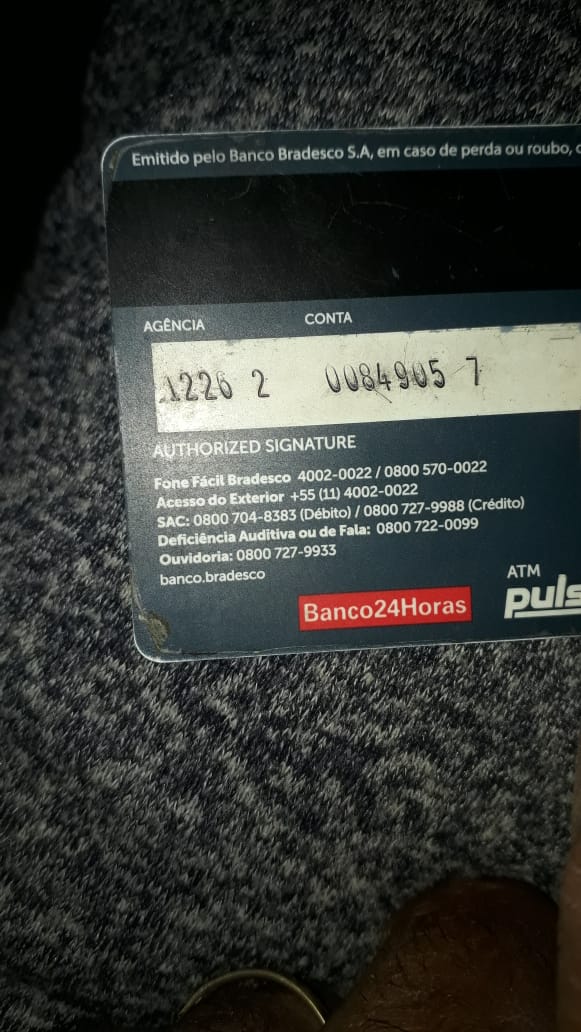 Emitido pelo Banco Bradesco S.A, em caso de perda ou roubo,
AGÊNCIA CONTA
1226 2 0084905 7
AUTHORIZED SIGNATURE
Fone Fácil Bradesco 4002-0022 / 0800 570-0022
Acesso do Exterior +55 (11) 4002-0022
SAC: 0800 704-8383 (Débito) / 0800 727-9988 (Crédito)
Deficiência Auditiva ou de Fala: 0800 722-0099
Ouvidoria: 0800 727-9933
banco.bradesco
Banco24Horas
ATM
puls